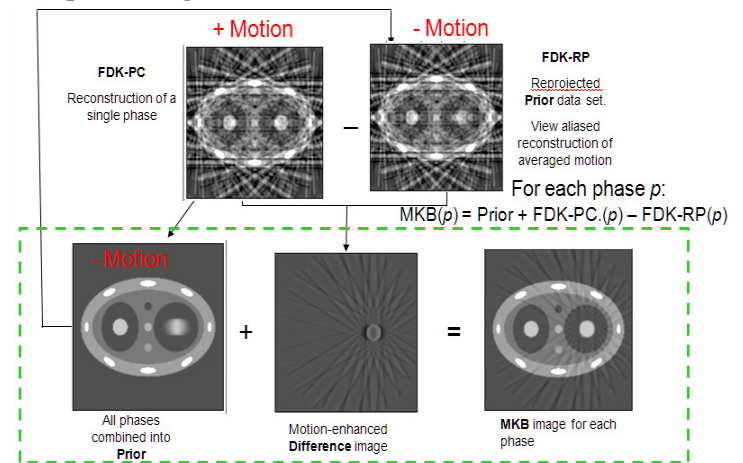 + Motion
- Motion
FDK-PC
Reconstruction of a
single phase
–
FDK-RP
Reprojected
Prior data set.
View aliased
reconstruction of
averaged motion
For each phase p:
MKB(p) = Prior + FDK-PC.(p) – FDK-RP(p)
- Motion
+
=
All phases
combined into
Prior
Motion-enhanced
Difference image
MKB image for each
phase